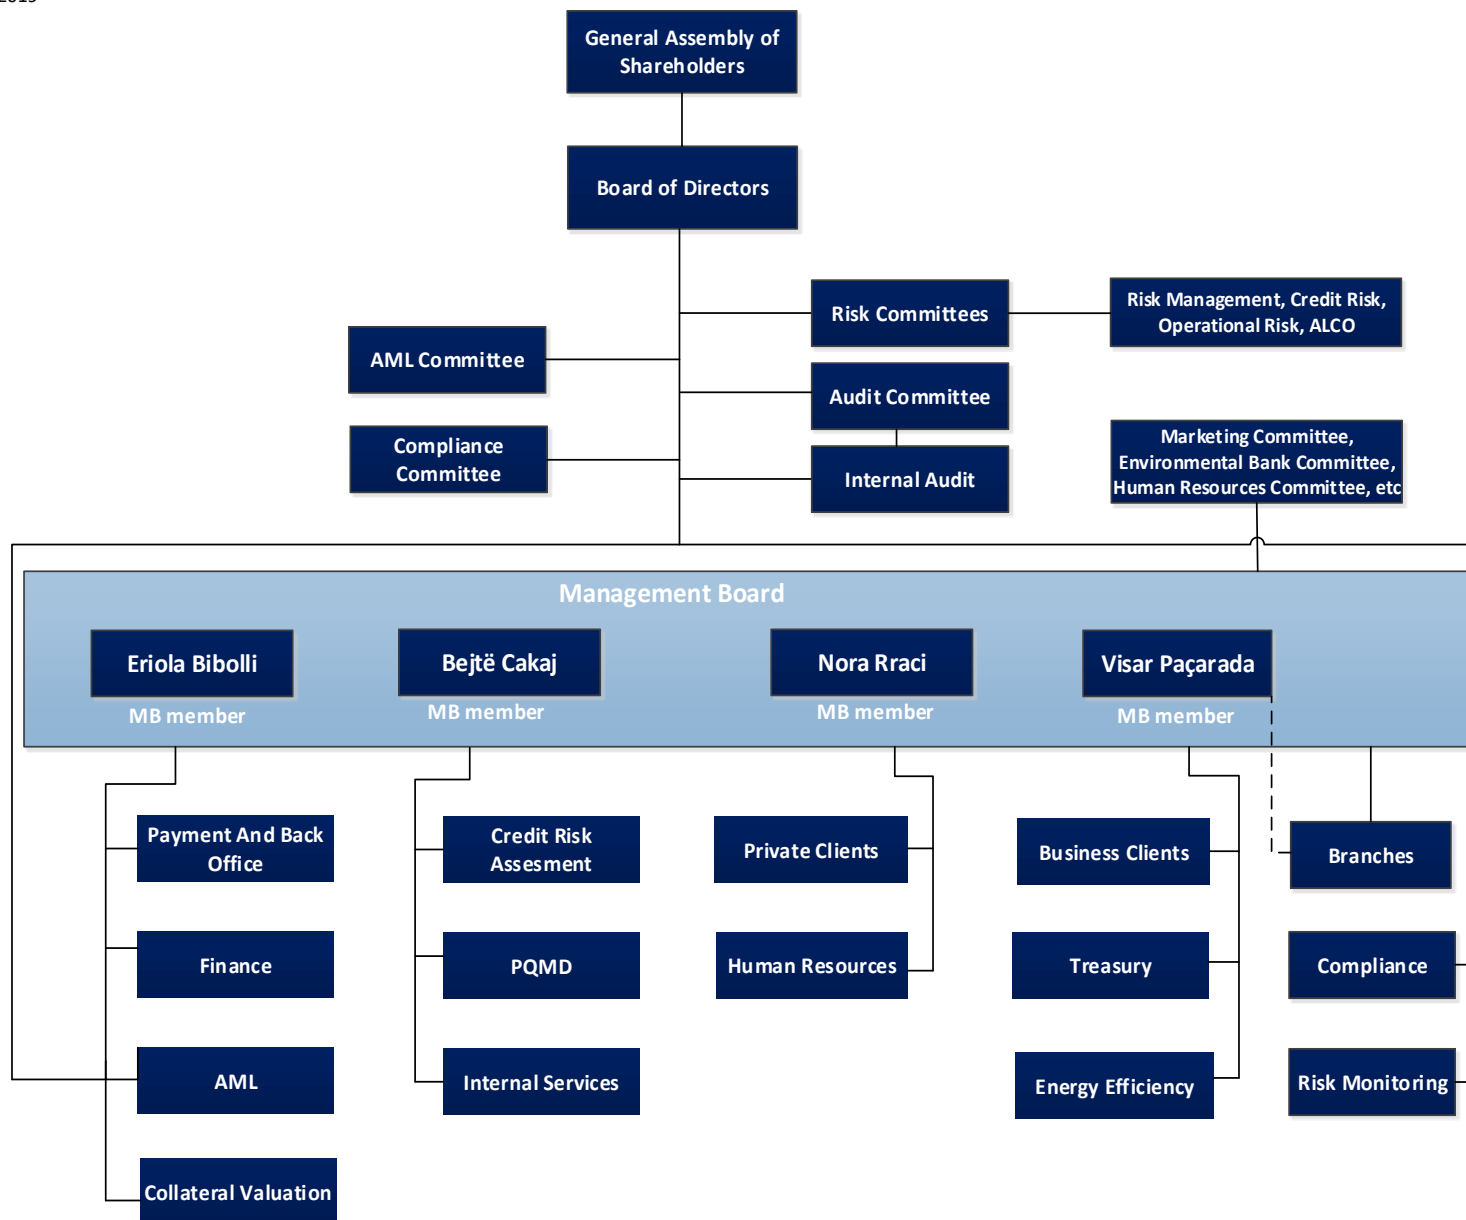 General Assembly of
Shareholders
Board of Directors
Risk Committees
Risk Management, Credit Risk,
Operational Risk, ALCO
AML Committee
Audit Committee
Compliance
Committee
Internal Audit
Marketing Committee,
Environmental Bank Committee,
Human Resources Committee, etc
Management Board
Eriola Bibolli
MB member
Bejtë Cakaj
MB member
Nora Rraci
MB member
Visar Paçarada
MB member
Payment And Back
Office
Credit Risk
Assesment
Private Clients
Business Clients
Branches
Finance
PQMD
Human Resources
Treasury
Compliance
AML
Internal Services
Energy Efficiency
Risk Monitoring
Collateral Valuation